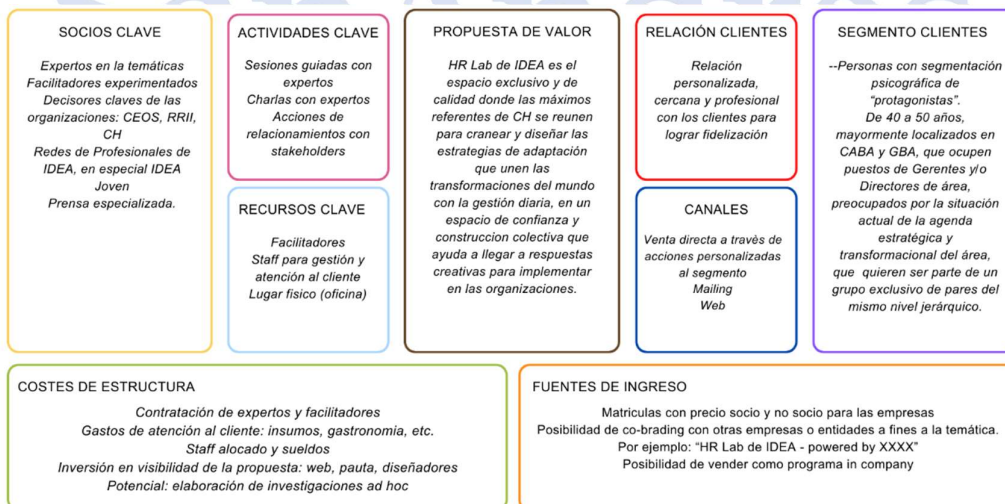 SOCIOS CLAVE
Expertos en la temáticas
Facilitadores experimentados
Decisores claves de las
organizaciones: CEOS, RRII,
CH
Redes de Profesionales de
IDEA, en especial IDEA
Joven
Prensa especializada.
ACTIVIDADES CLAVE
Sesiones guiadas con
expertos
Charlas con expertos
Acciones de
relacionamientos con
stakeholders
RECURSOS CLAVE
Facilitadores
Staff para gestión y
atención al cliente
Lugar físico (oficina)
PROPUESTA DE VALOR
HR Lab de IDEA es el
espacio exclusivo y de
calidad donde las máximos
referentes de CH se reunen
para cranear y diseñar las
estrategias de adaptación
que unen las
transformaciones del mundo
con la gestión diaria, en un
espacio de confianza y
construccion colectiva que
ayuda a llegar a respuestas
creativas para implementar
en las organizaciones.
RELACIÓN CLIENTES
Relación
personalizada,
cercana y profesional
con los clientes para
lograr fidelización
CANALES
Venta directa a travès de
acciones personalizadas
al segmento
Mailing
Web
SEGMENTO CLIENTES
--Personas con segmentación
psicográfica de
“protagonistas”.
De 40 a 50 años,
mayormente localizados en
CABA y GBA, que ocupen
puestos de Gerentes y/o
Directores de área,
preocupados por la situación
actual de la agenda
estratégica y
transformacional del área,
que quieren ser parte de un
grupo exclusivo de pares del
mismo nivel jerárquico.
COSTES DE ESTRUCTURA
Contratación de expertos y facilitadores
Gastos de atención al cliente: insumos, gastronomia, etc.
Staff alocado y sueldos
Inversión en visibilidad de la propuesta: web, pauta, diseñadores
Potencial: elaboración de investigaciones ad hoc
FUENTES DE INGRESO
Matriculas con precio socio y no socio para las empresas
Posibilidad de co-brading con otras empresas o entidades a fines a la temática.
Por ejemplo: “HR Lab de IDEA - powered by XXXX”
Posibilidad de vender como programa in company